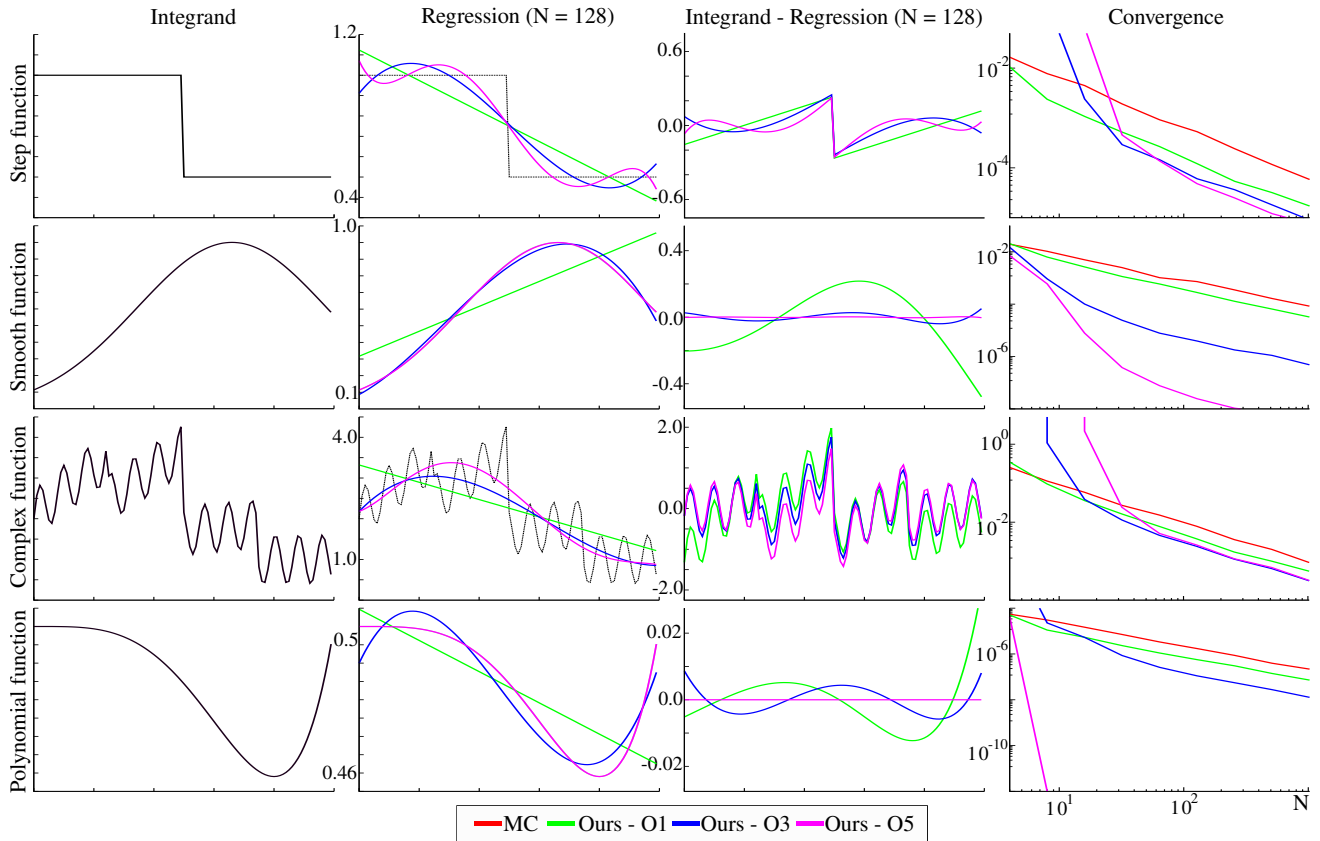 Integrand
Regression (N = 128)
Integrand - Regression (N = 128)
Convergence
Step function
1.2
0.4
0.6
0.0
-0.6
10^-2
10^-4
Smooth function
1.0
0.1
0.4
0.0
-0.4
10^-2
10^-6
Complex function
4.0
1.0
2.0
0.0
-2.0
10^0
10^-2
Polynomial function
0.5
0.46
0.02
0.0
-0.02
10^-6
10^-10
10^1
10^2
N
MC
Ours - O1
Ours - O3
Ours - O5